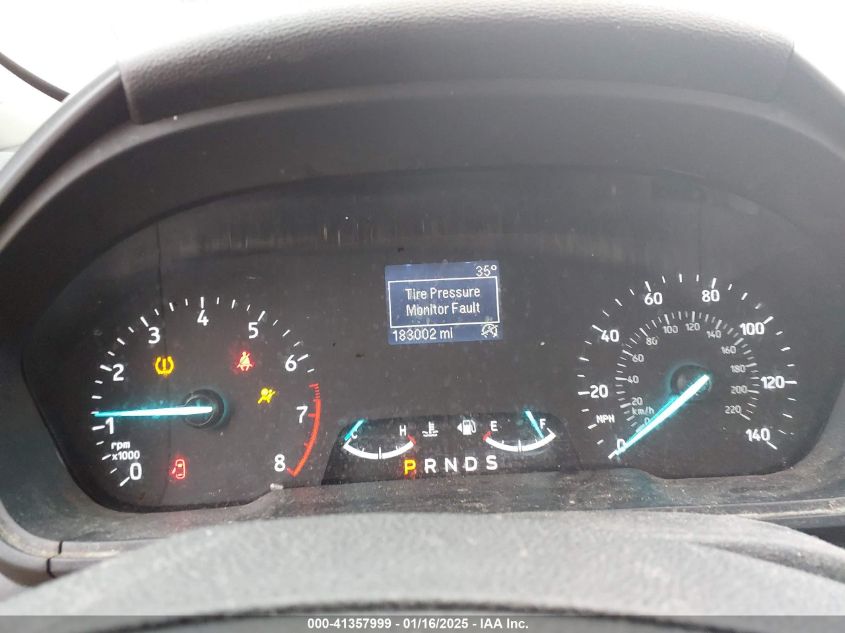 35°
Tire Pressure
Monitor Fault
183002 mi
0 1 2 3 4 5 6 7 8
rpm
x1000
C H E F
P R N D S
0 20 40 60 80 100 120 140
MPH
0 20 40 60 80 100 120 140 160 180 200 220
km/h
000-41357999 - 01/16/2025 - IAA Inc.